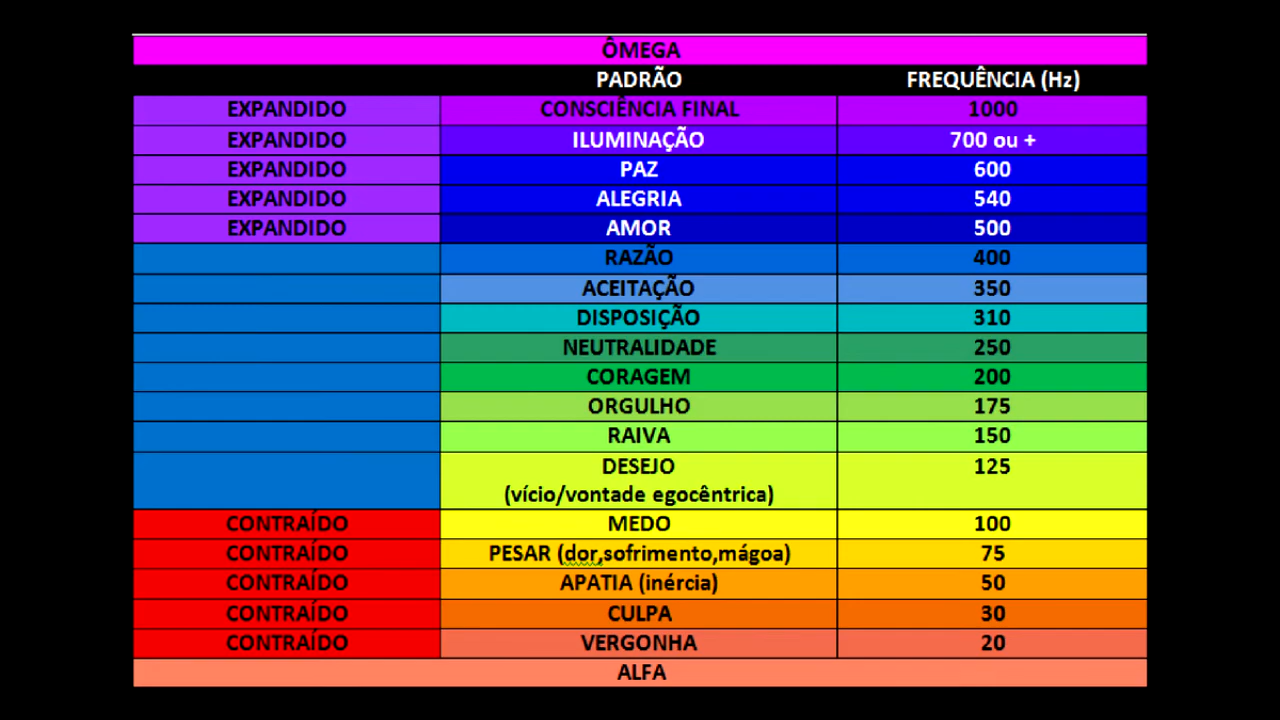 ÔMEGA
PADRÃO FREQUÊNCIA (Hz)
EXPANDIDO CONSCIÊNCIA FINAL 1000
EXPANDIDO ILUMINAÇÃO 700 ou +
EXPANDIDO PAZ 600
EXPANDIDO ALEGRIA 540
EXPANDIDO AMOR 500
RAZÃO 400
ACEITAÇÃO 350
DISPOSIÇÃO 310
NEUTRALIDADE 250
CORAGEM 200
ORGULHO 175
RAIVA 150
DESEJO 125
(vício/vontade egocêntrica)
CONTRAÍDO MEDO 100
CONTRAÍDO PESAR (dor,sofrimento,mágoa) 75
CONTRAÍDO APATIA (inércia) 50
CONTRAÍDO CULPA 30
CONTRAÍDO VERGONHA 20
ALFA